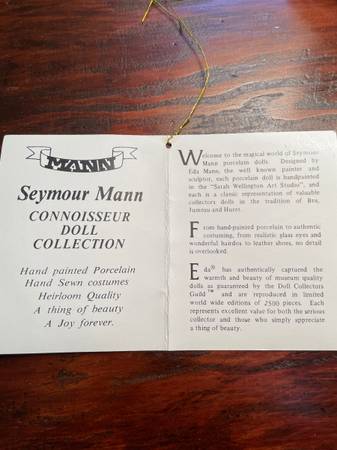 MANN
Seymour Mann
CONNOISSEUR
DOLL
COLLECTION
Hand painted Porcelain
Hand Sewn costumes
Heirloom Quality
A thing of beauty
A Joy forever.
Welcome to the magical world of Seymour
Mann porcelain dolls. Designed by
Eda Mann, the well known painter and
sculptor, each porcelain doll is handpainted
in the "Sarah Wellington Art Studio", and
each is a classic representation of valuable
collectors dolls in the tradition of Bru,
Jumeau and Huret.
From hand-painted porcelain to authentic
costuming, from realistic glass eyes and
wonderful hairdos to leather shoes, no detail
is overlooked.
Eda® has authentically captured the
warmth and beauty of museum quality
dolls as guaranteed by the Doll Collectors
Guild™ and are reproduced in limited
world wide editions of 2500 pieces. Each
represents excellent value for both the serious
collector and those who simply appreciate
a thing of beauty.